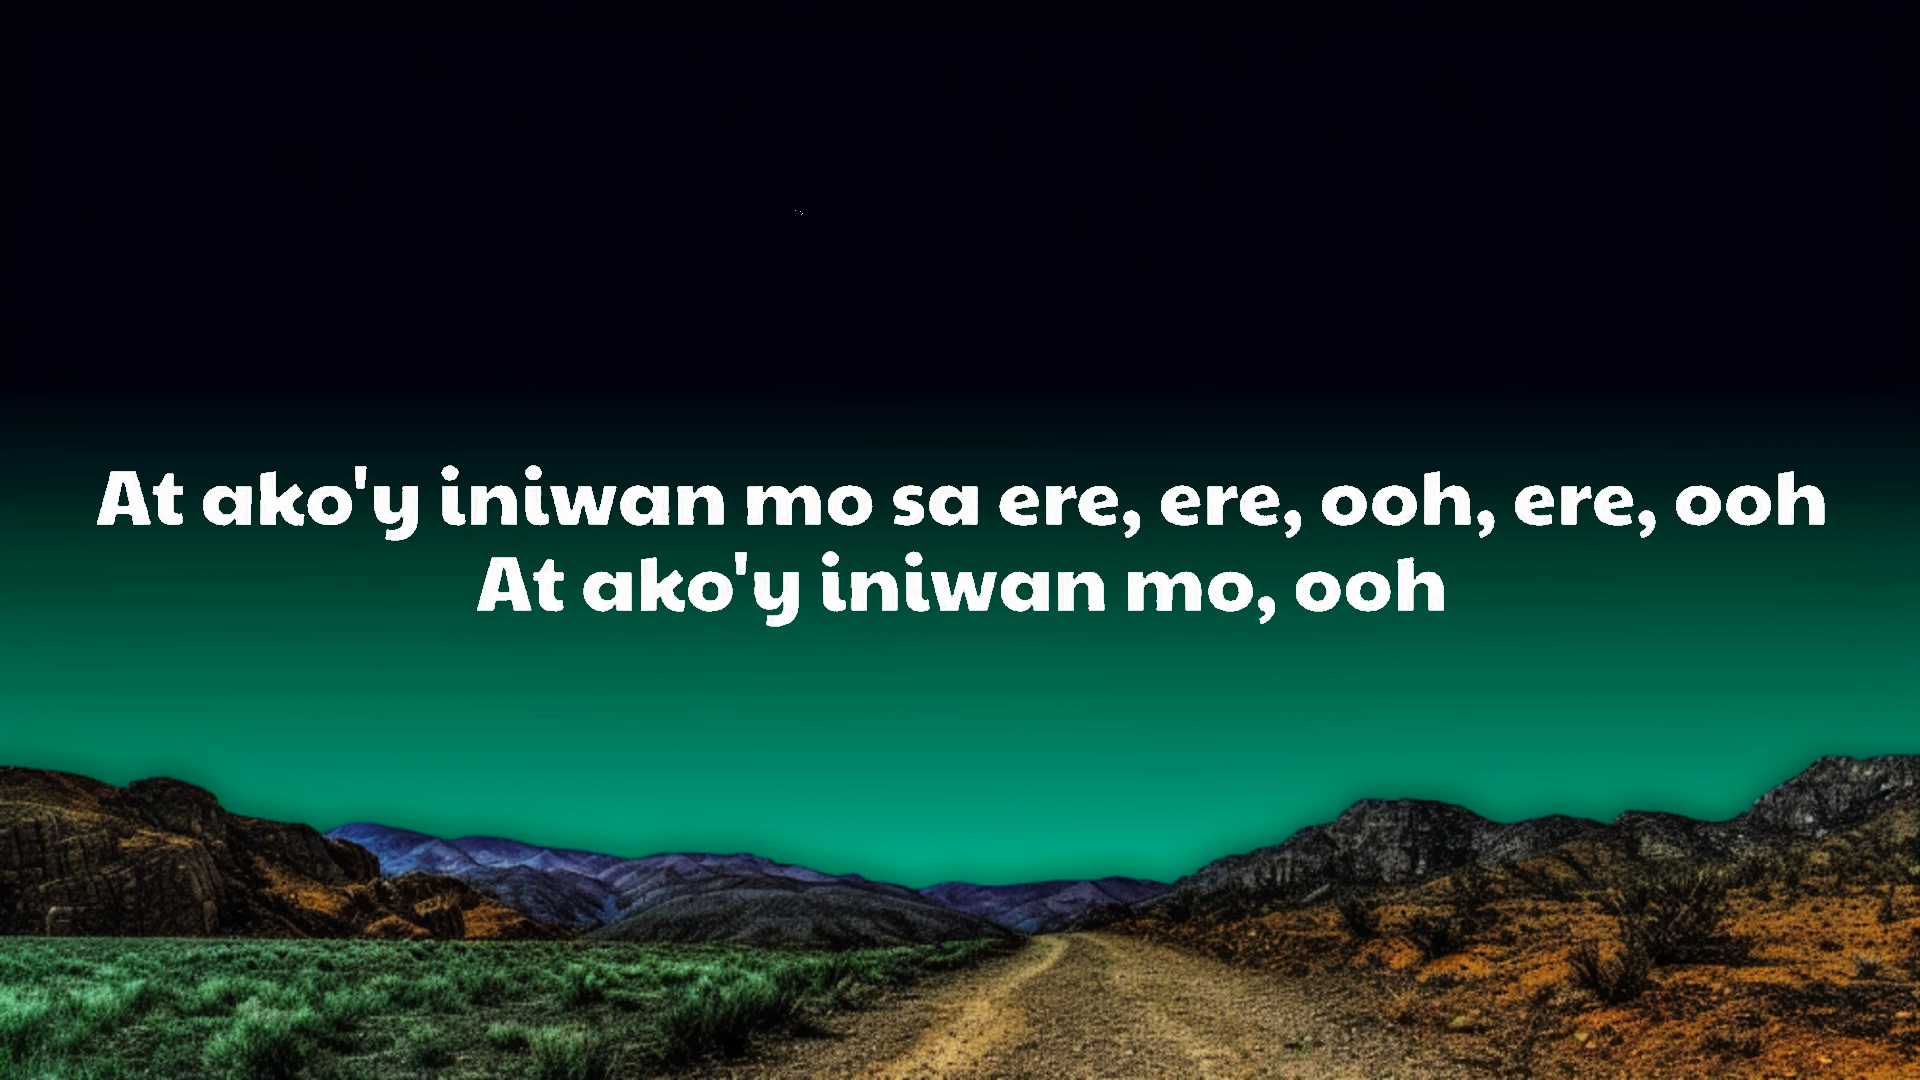 At ako'y iniwan mo sa ere, ere, ooh, ere, ooh
At ako'y iniwan mo, ooh